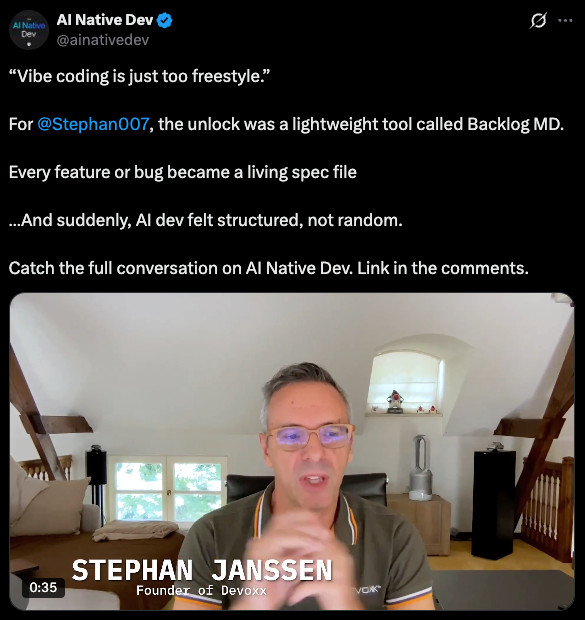 AI Native Dev
AI Native
Dev
@ainativedev
“Vibe coding is just too freestyle.”
For @Stephan007, the unlock was a lightweight tool called Backlog MD.
Every feature or bug became a living spec file
...And suddenly, AI dev felt structured, not random.
Catch the full conversation on AI Native Dev. Link in the comments.
STEPHAN JANSSEN
Founder of Devoxx
0:35